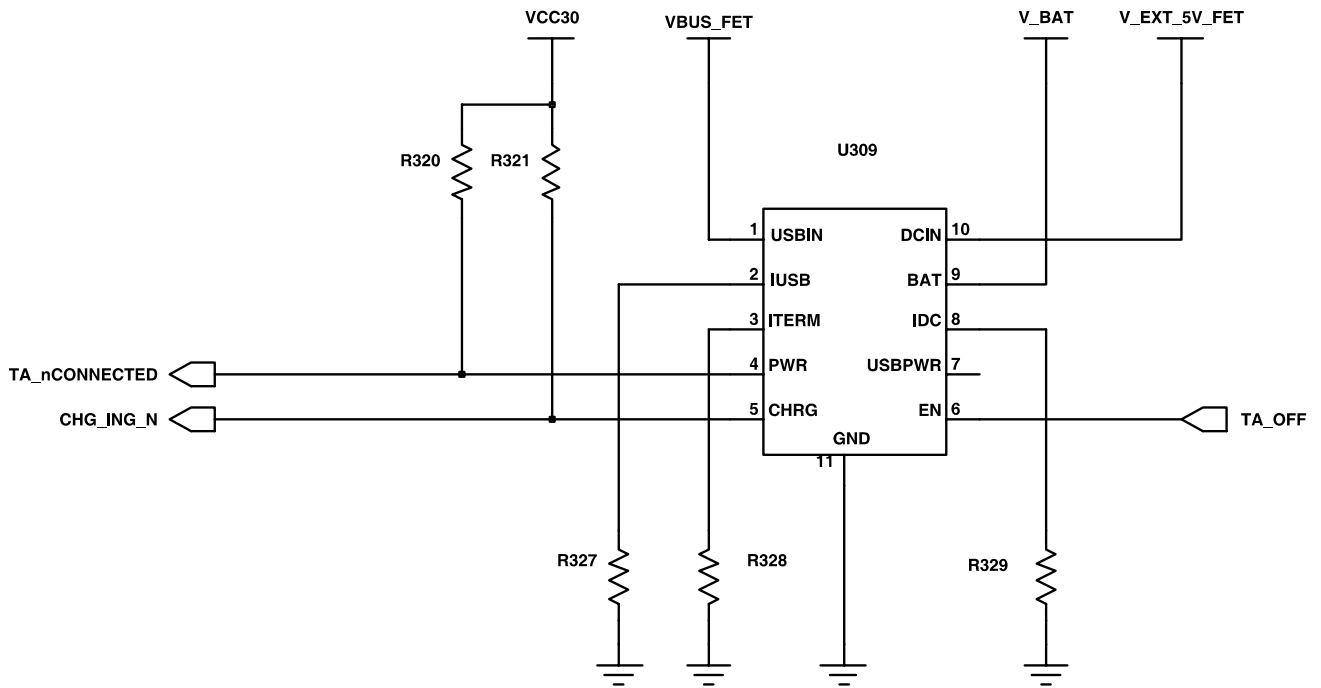 VCC30
VBUS_FET
V_BAT
V_EXT_5V_FET
R320
R321
U309
1 USBIN
DCIN 10
2 IUSB
BAT 9
3 ITERM
IDC 8
TA_nCONNECTED
4 PWR
USBPWR 7
CHG_ING_N
5 CHRG
EN 6
TA_OFF
GND
11
R327
R328
R329